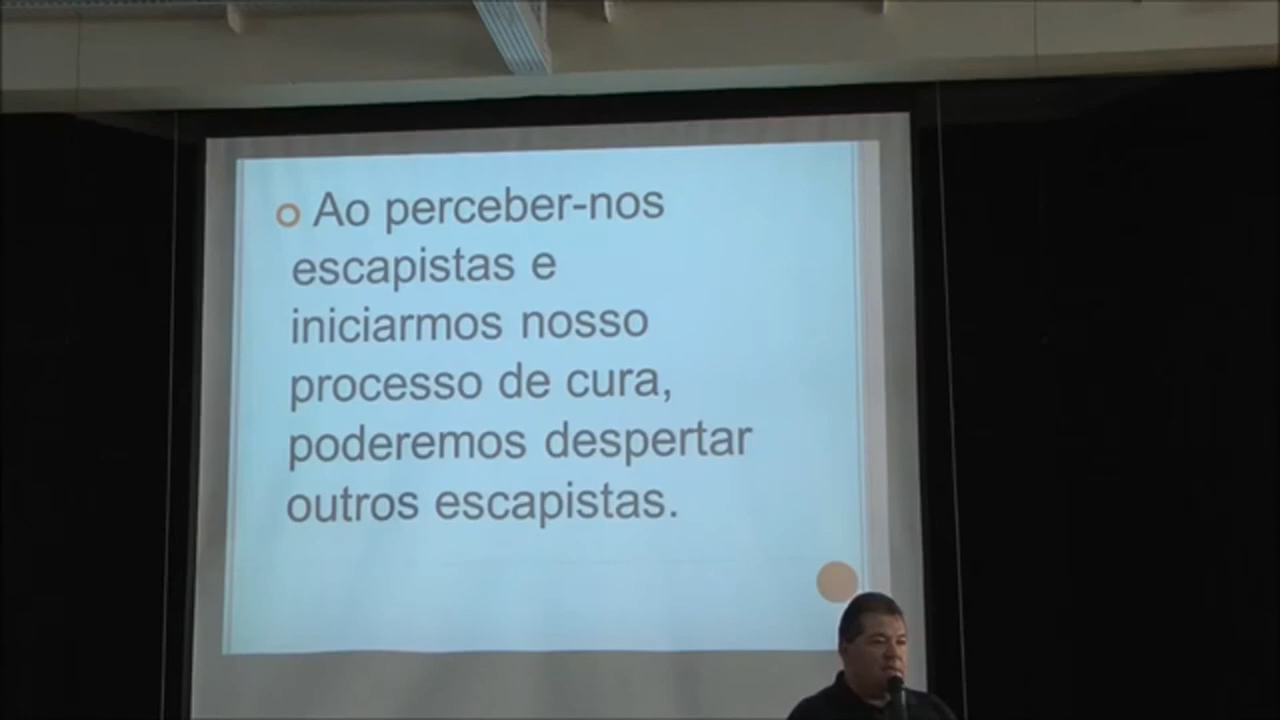 Ao perceber-nos
escapistas e
iniciarmos nosso
processo de cura,
poderemos despertar
outros escapistas.